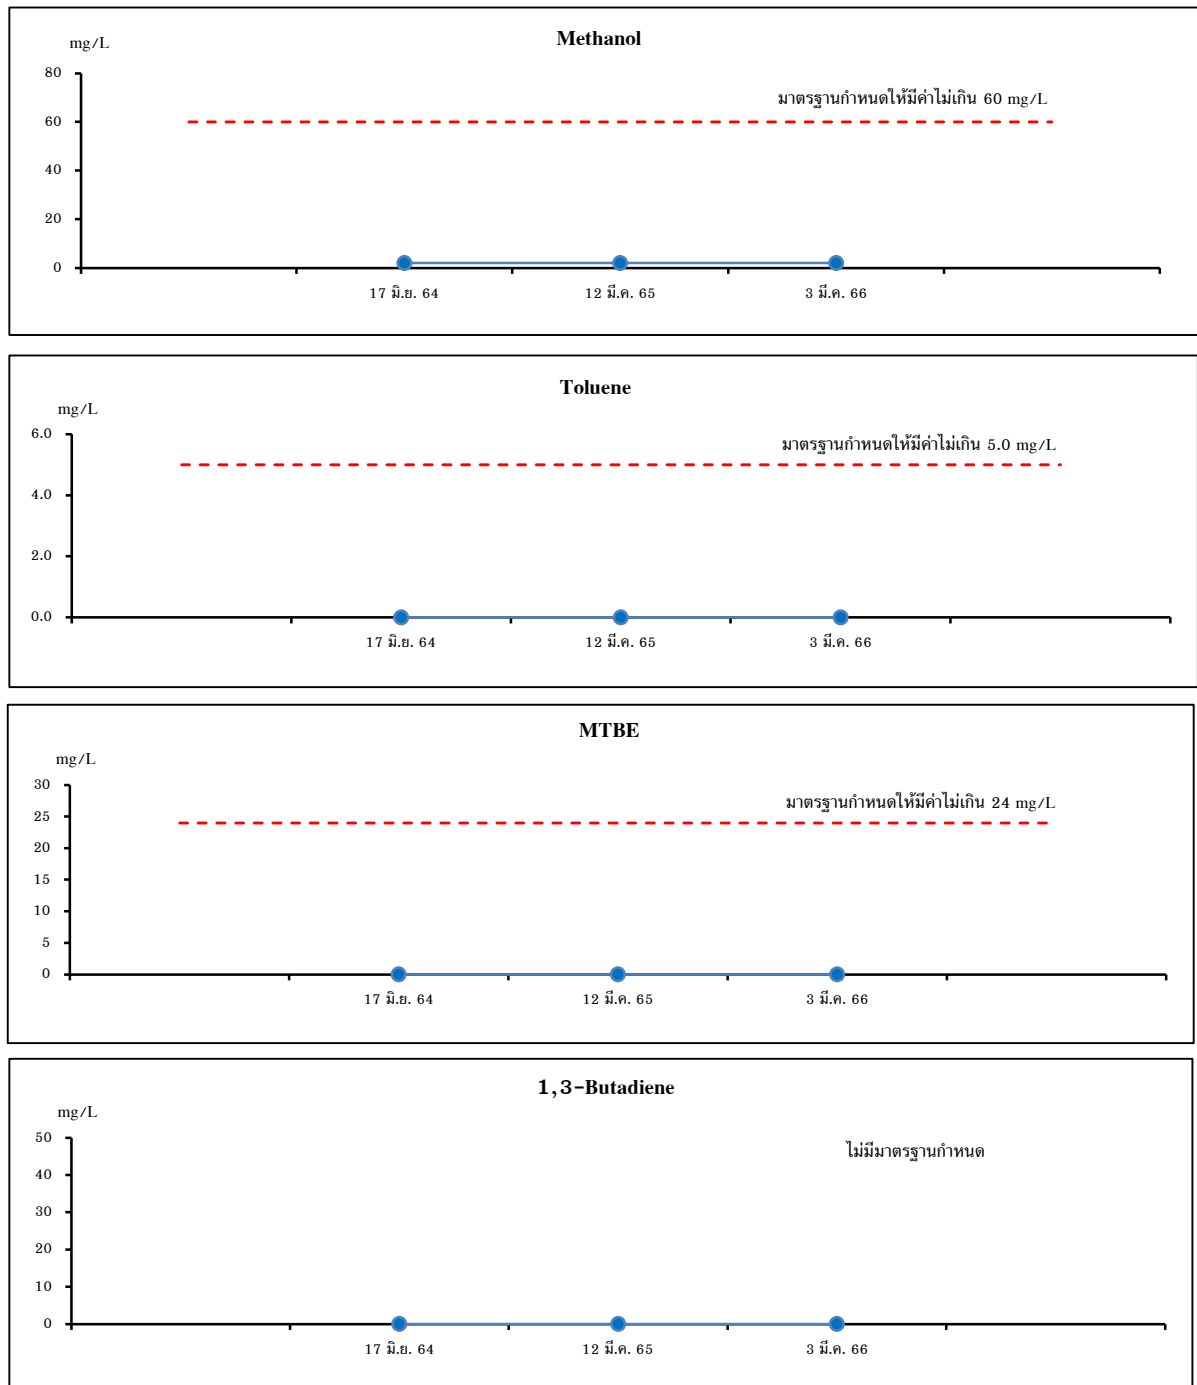 Methanol
mg/L
80
มาตรฐานกำหนดให้มีค่าไม่เกิน 60 mg/L
60
40
20
0
17 มิ.ย. 64 12 มี.ค. 65 3 มี.ค. 66
Toluene
mg/L
6.0
มาตรฐานกำหนดให้มีค่าไม่เกิน 5.0 mg/L
4.0
2.0
0.0
17 มิ.ย. 64 12 มี.ค. 65 3 มี.ค. 66
MTBE
mg/L
30
มาตรฐานกำหนดให้มีค่าไม่เกิน 24 mg/L
25
20
15
10
5
0
17 มิ.ย. 64 12 มี.ค. 65 3 มี.ค. 66
1,3-Butadiene
mg/L
50
ไม่มีมาตรฐานกำหนด
40
30
20
10
0
17 มิ.ย. 64 12 มี.ค. 65 3 มี.ค. 66